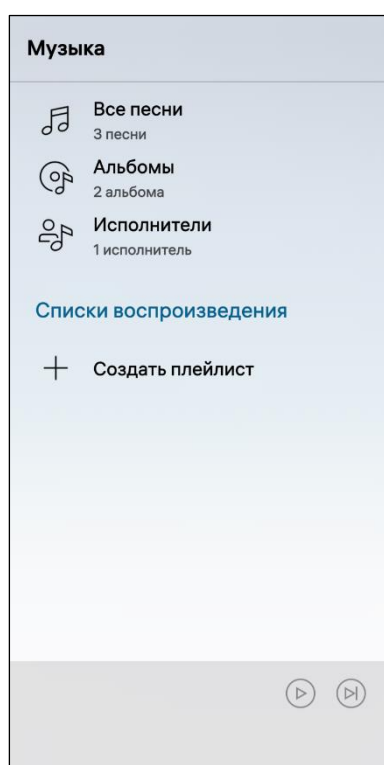 Музыка
Все песни
3 песни
Альбомы
2 альбома
Исполнители
1 исполнитель
Списки воспроизведения
Создать плейлист